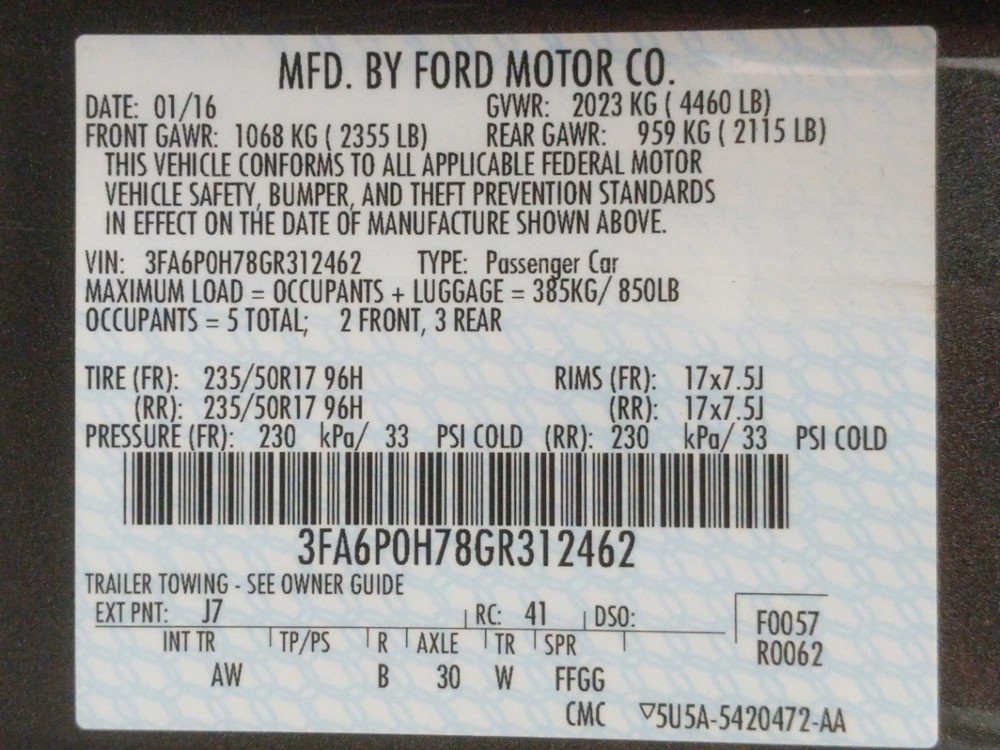 MFD. BY FORD MOTOR CO.
DATE: 01/16 GVWR: 2023 KG ( 4460 LB)
FRONT GAWR: 1068 KG ( 2355 LB) REAR GAWR: 959 KG ( 2115 LB)
THIS VEHICLE CONFORMS TO ALL APPLICABLE FEDERAL MOTOR
VEHICLE SAFETY, BUMPER, AND THEFT PREVENTION STANDARDS
IN EFFECT ON THE DATE OF MANUFACTURE SHOWN ABOVE.
VIN: 3FA6P0H78GR312462 TYPE: Passenger Car
MAXIMUM LOAD = OCCUPANTS + LUGGAGE = 385KG/ 850LB
OCCUPANTS = 5 TOTAL; 2 FRONT, 3 REAR
TIRE (FR): 235/50R17 96H RIMS (FR): 17x7.5J
(RR): 235/50R17 96H (RR): 17x7.5J
PRESSURE (FR): 230 kPa/ 33 PSI COLD (RR): 230 kPa/ 33 PSI COLD
3FA6P0H78GR312462
TRAILER TOWING - SEE OWNER GUIDE
EXT PNT: J7 RC: 41 DSO: F0057
INT TR TP/PS R AXLE TR SPR R0062
AW B 30 W FFGG
CMC ▽5U5A-5420472-AA